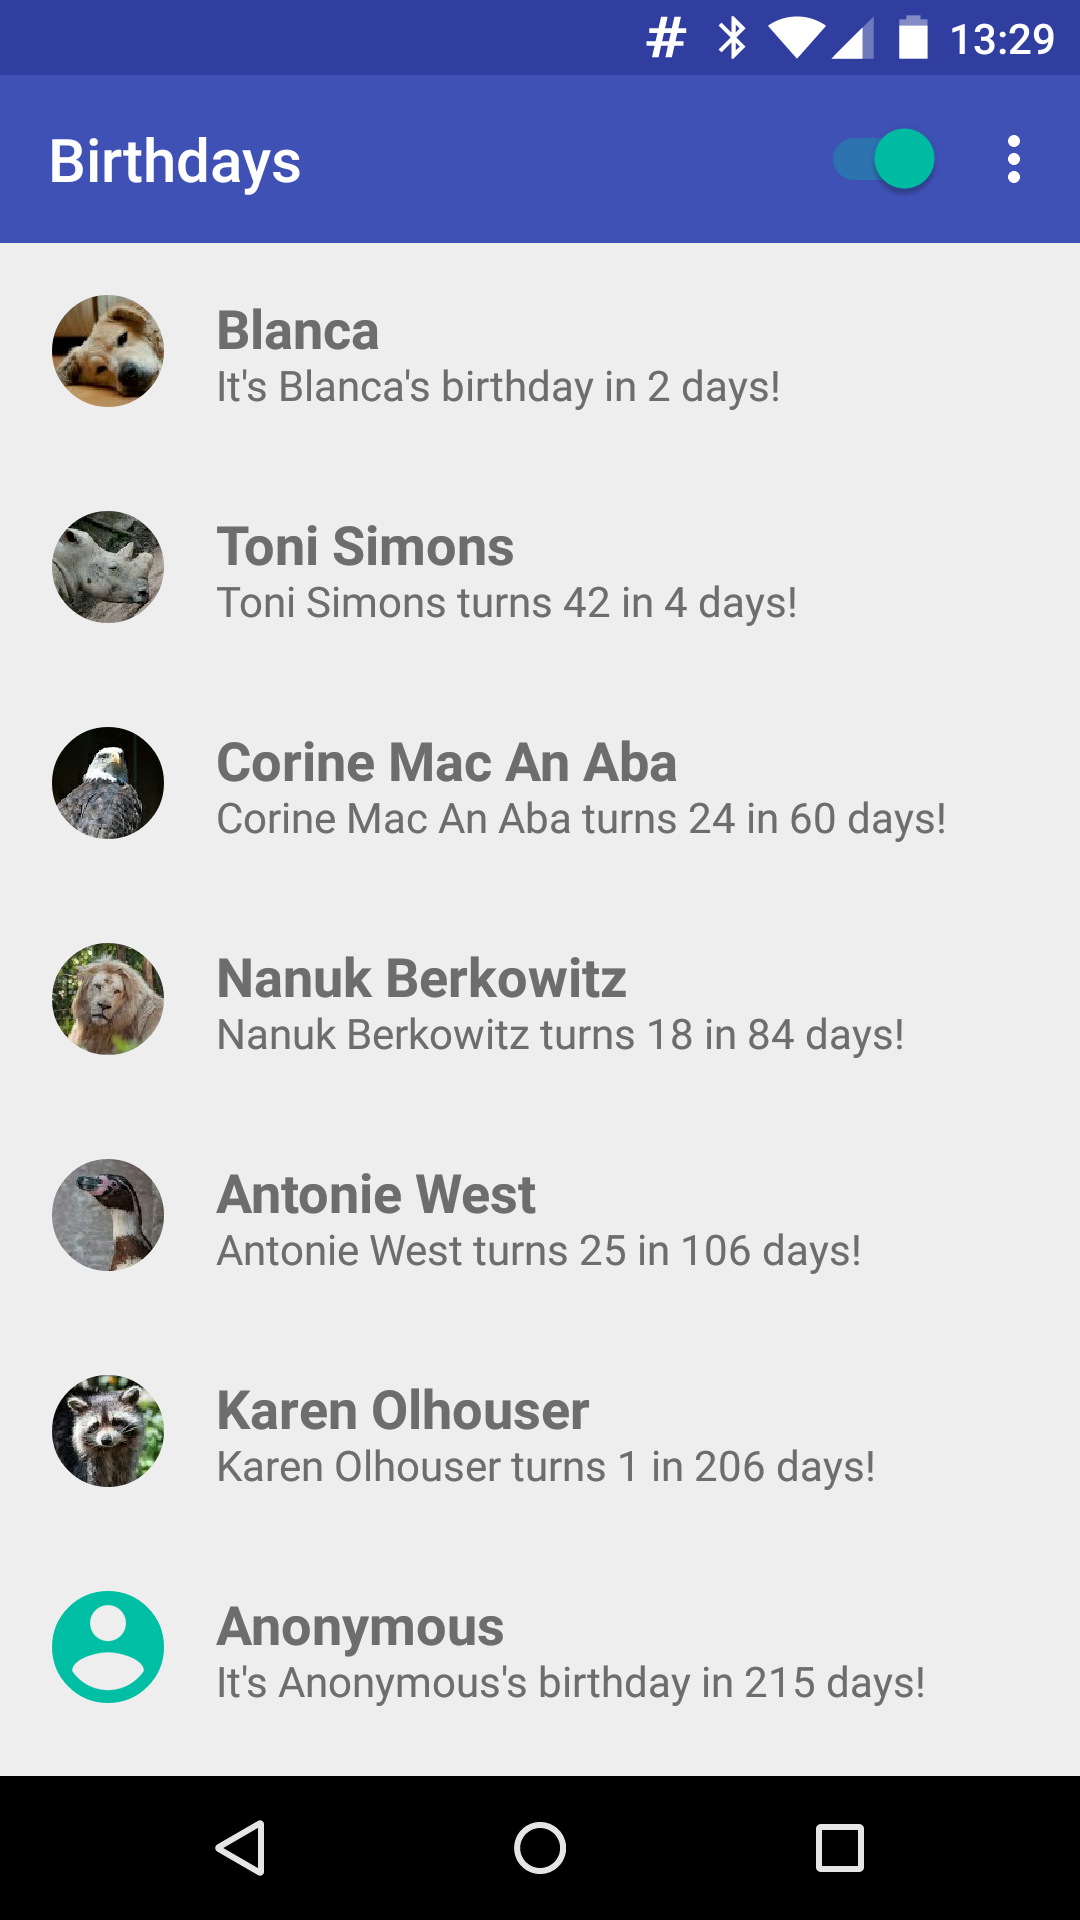 # 13:29
Birthdays
Blanca
It's Blanca's birthday in 2 days!
Toni Simons
Toni Simons turns 42 in 4 days!
Corine Mac An Aba
Corine Mac An Aba turns 24 in 60 days!
Nanuk Berkowitz
Nanuk Berkowitz turns 18 in 84 days!
Antonie West
Antonie West turns 25 in 106 days!
Karen Olhouser
Karen Olhouser turns 1 in 206 days!
Anonymous
It's Anonymous's birthday in 215 days!